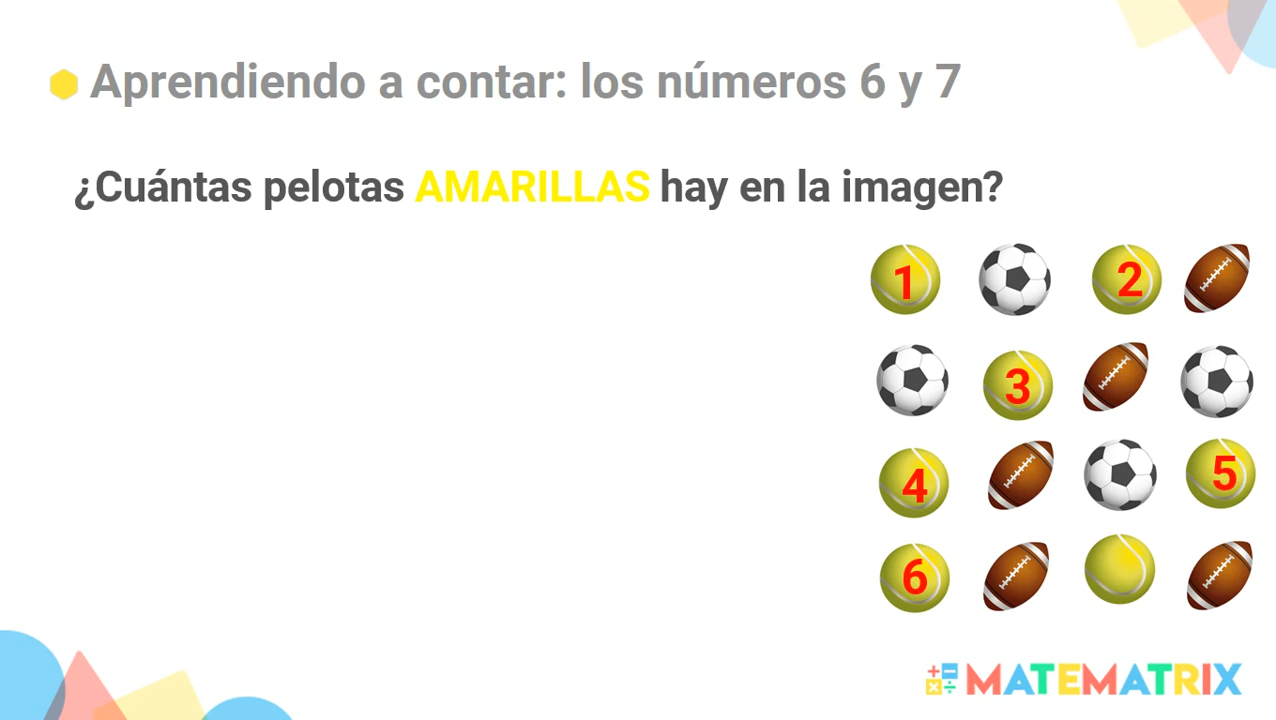 Aprendiendo a contar: los números 6 y 7
¿Cuántas pelotas AMARILLAS hay en la imagen?
1 2
3
4 5
6
MATEMATRIX